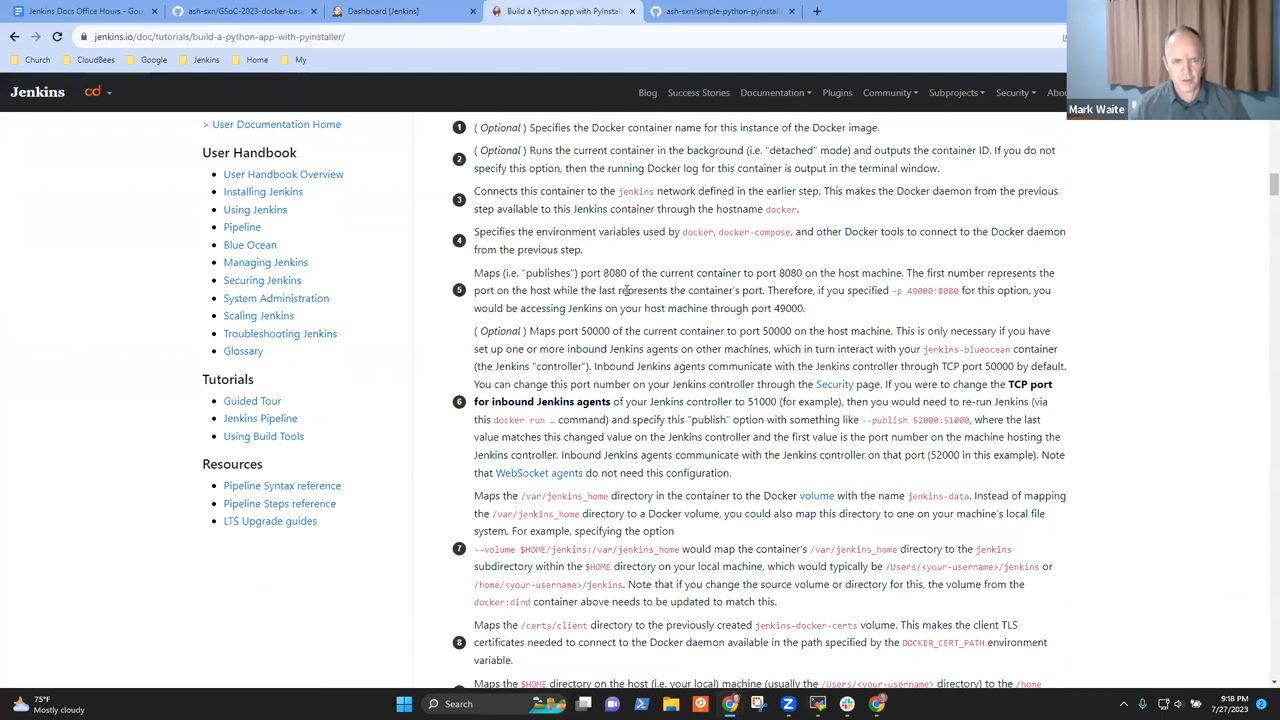 Jenkins Docs Office Hours - Goo
ash-sxn/GSoC-2023-docker-base
Dashboard [Jenkins]
Build a Python app with PyInstal
ash-sxn/simple-python-pyinstalle
jenkins.io/doc/tutorials/build-a-python-app-with-pyinstaller/
Church
CloudBees
Google
Jenkins
Home
My
Mark Waite
Jenkins
cd
Blog
Success Stories
Documentation
Plugins
Community
Subprojects
Security
Abou
> User Documentation Home
User Handbook
User Handbook Overview
Installing Jenkins
Using Jenkins
Pipeline
Blue Ocean
Managing Jenkins
Securing Jenkins
System Administration
Scaling Jenkins
Troubleshooting Jenkins
Glossary
Tutorials
Guided Tour
Jenkins Pipeline
Using Build Tools
Resources
Pipeline Syntax reference
Pipeline Steps reference
LTS Upgrade guides
1 ( Optional ) Specifies the Docker container name for this instance of the Docker image.
2 ( Optional ) Runs the current container in the background (i.e. "detached" mode) and outputs the container ID. If you do not
specify this option, then the running Docker log for this container is output in the terminal window.
3 Connects this container to the jenkins network defined in the earlier step. This makes the Docker daemon from the previous
step available to this Jenkins container through the hostname docker.
4 Specifies the environment variables used by docker, docker-compose, and other Docker tools to connect to the Docker daemon
from the previous step.
5 Maps (i.e. "publishes") port 8080 of the current container to port 8080 on the host machine. The first number represents the
port on the host while the last represents the container's port. Therefore, if you specified -p 49000:8080 for this option, you
would be accessing Jenkins on your host machine through port 49000.
6 ( Optional ) Maps port 50000 of the current container to port 50000 on the host machine. This is only necessary if you have
set up one or more inbound Jenkins agents on other machines, which in turn interact with your jenkins-blueocean container
(the Jenkins "controller"). Inbound Jenkins agents communicate with the Jenkins controller through TCP port 50000 by default.
You can change this port number on your Jenkins controller through the Security page. If you were to change the TCP port
for inbound Jenkins agents of your Jenkins controller to 51000 (for example), then you would need to re-run Jenkins (via
this docker run … command) and specify this "publish" option with something like --publish 52000:51000, where the last
value matches this changed value on the Jenkins controller and the first value is the port number on the machine hosting the
Jenkins controller. Inbound Jenkins agents communicate with the Jenkins controller on that port (52000 in this example). Note
that WebSocket agents do not need this configuration.
7 Maps the /var/jenkins_home directory in the container to the Docker volume with the name jenkins-data. Instead of mapping
the /var/jenkins_home directory to a Docker volume, you could also map this directory to one on your machine's local file
system. For example, specifying the option
--volume $HOME/jenkins:/var/jenkins_home would map the container's /var/jenkins_home directory to the jenkins
subdirectory within the $HOME directory on your local machine, which would typically be /Users/<your-username>/jenkins or
/home/<your-username>/jenkins. Note that if you change the source volume or directory for this, the volume from the
docker:dind container above needs to be updated to match this.
8 Maps the /certs/client directory to the previously created jenkins-docker-certs volume. This makes the client TLS
certificates needed to connect to the Docker daemon available in the path specified by the DOCKER_CERT_PATH environment
variable.
Maps the $HOME directory on the host (i.e. your local) machine (usually the /Users/<your-username> directory) to the /home
75°F
Mostly cloudy
Search
9:18 PM
7/27/2023
2